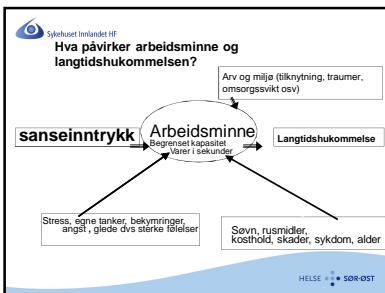 Sykehuset Innlandet HF
Hva påvirker arbeidsminne og
langtidshukommelsen?
Arv og miljø (tilknytning, traumer,
omsorgssvikt osv)
sanseinntrykk
Arbeidsminne
Begrenset kapasitet
Varer i sekunder
Langtidshukommelse
Stress, egne tanker, bekymringer,
angst , glede dvs sterke følelser
Søvn, rusmidler,
kosthold, skader, sykdom, alder
HELSE SØR-ØST